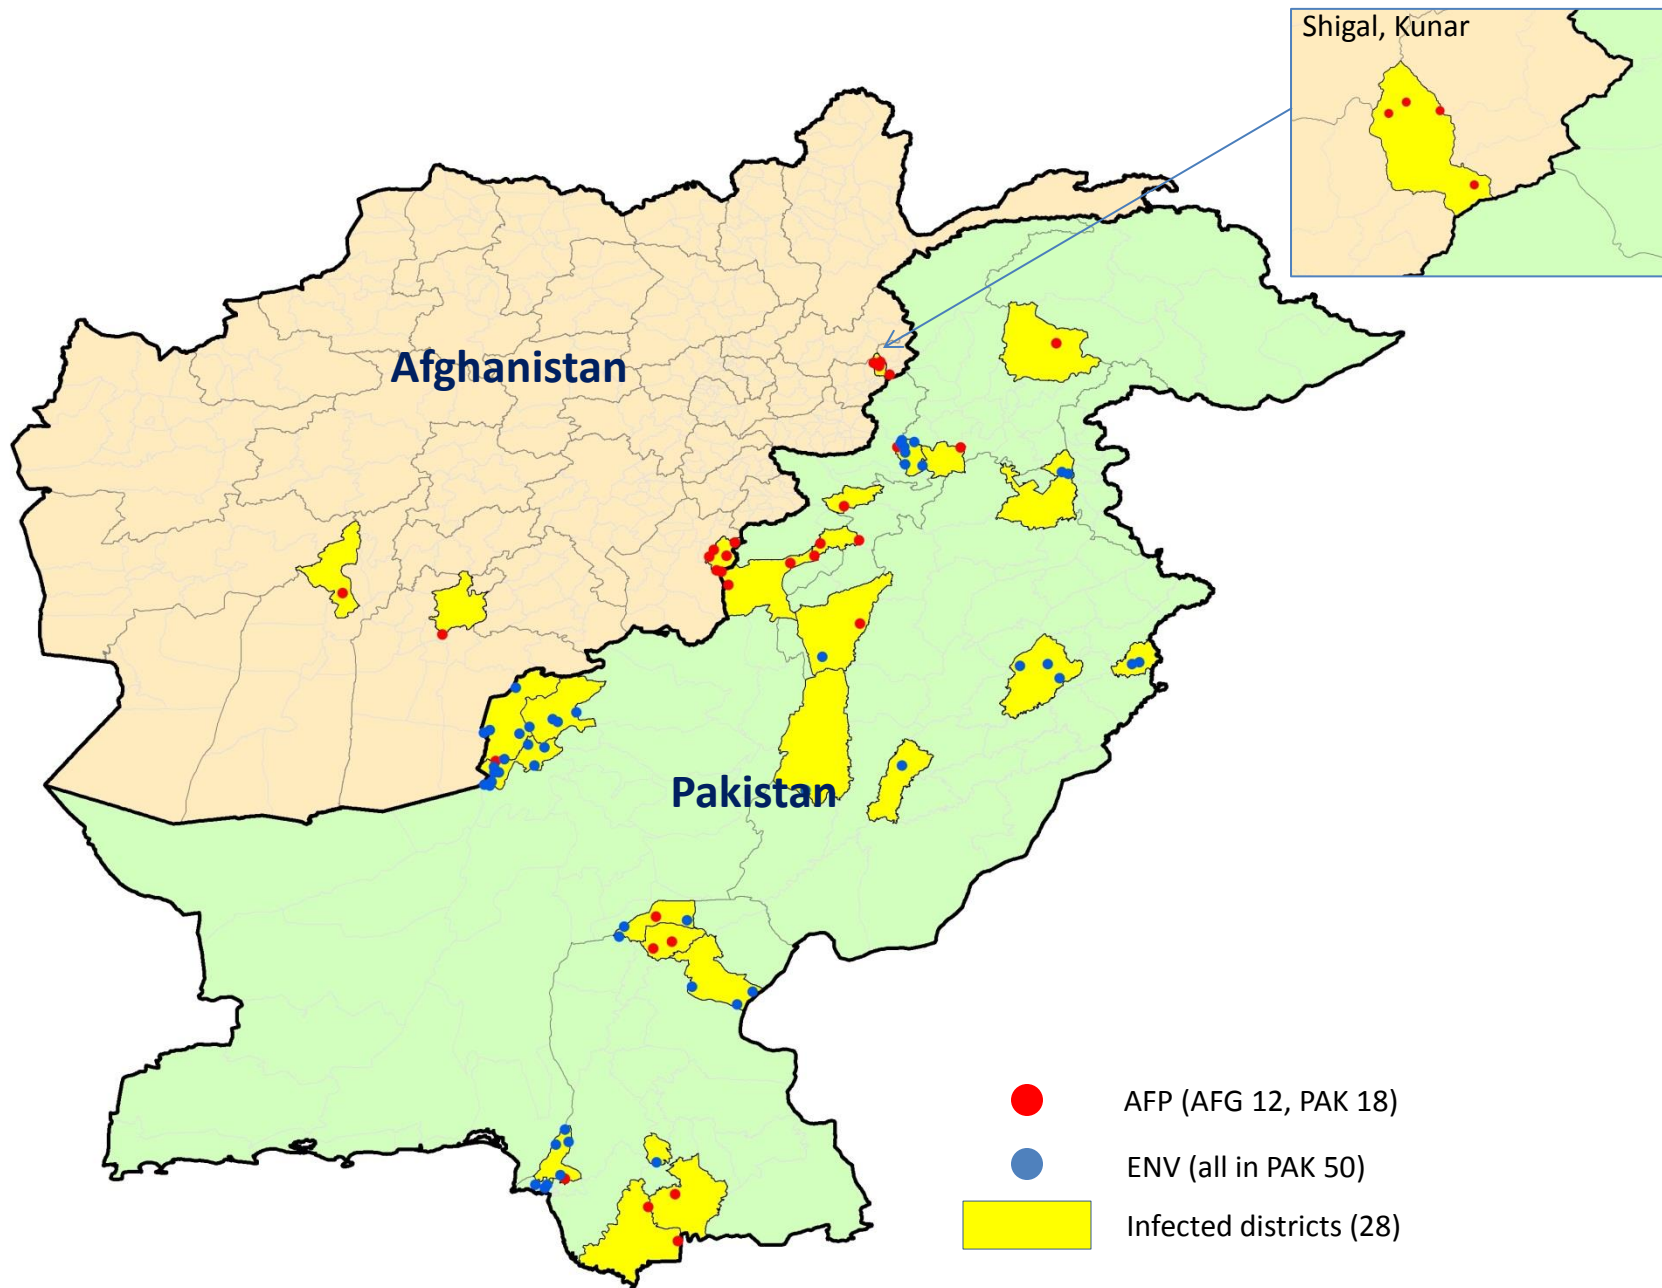 Shigal, Kunar
Afghanistan
Pakistan
AFP (AFG 12, PAK 18)
ENV (all in PAK 50)
Infected districts (28)